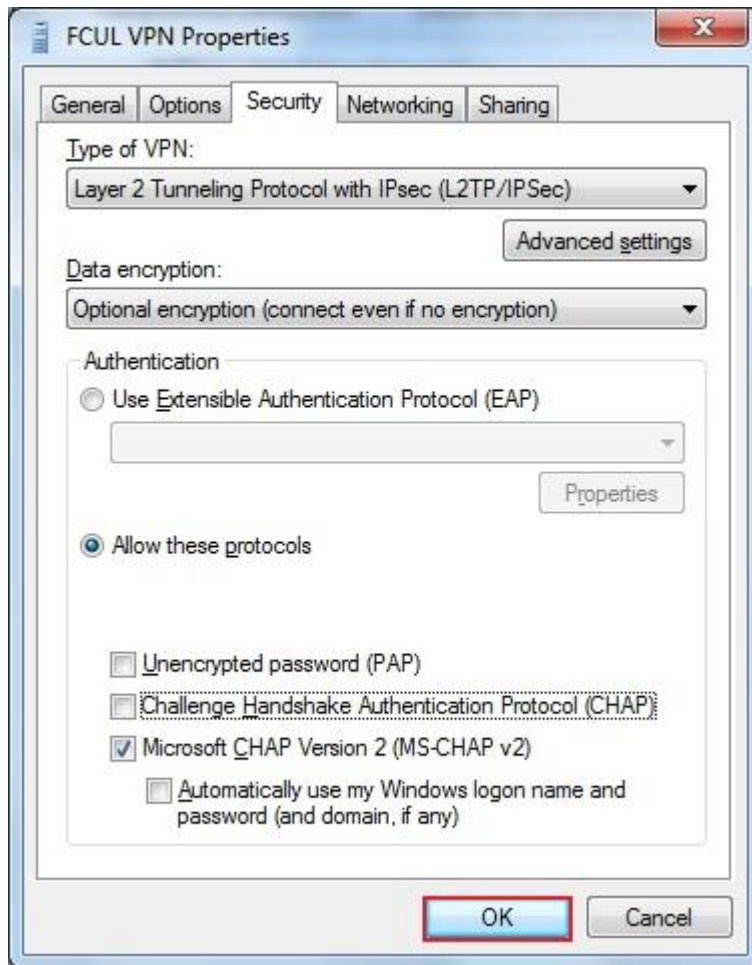 FCUL VPN Properties
General Options Security Networking Sharing
Type of VPN:
Layer 2 Tunneling Protocol with IPsec (L2TP/IPSec)
Advanced settings
Data encryption:
Optional encryption (connect even if no encryption)
Authentication
Use Extensible Authentication Protocol (EAP)
Properties
Allow these protocols
Unencrypted password (PAP)
Challenge Handshake Authentication Protocol (CHAP)
Microsoft CHAP Version 2 (MS-CHAP v2)
Automatically use my Windows logon name and
password (and domain, if any)
OK Cancel